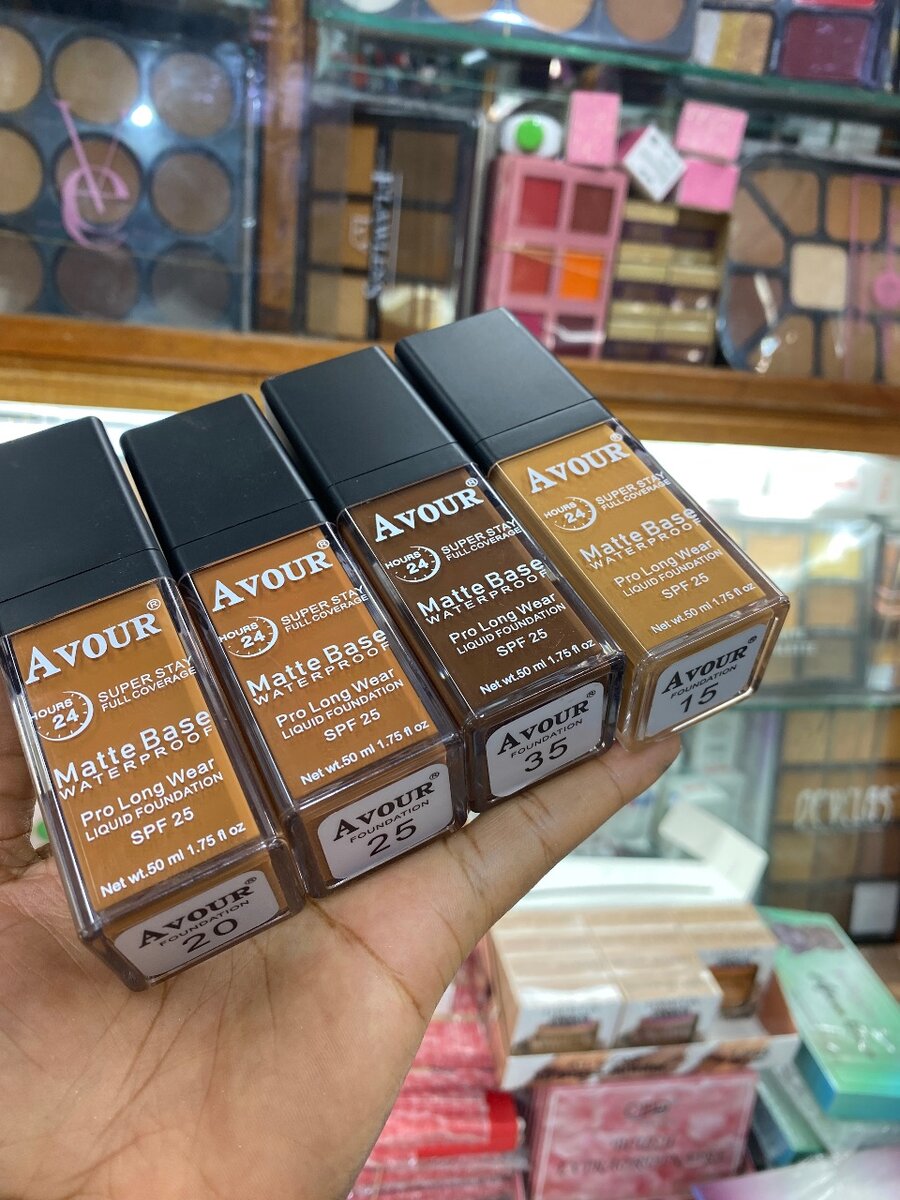 FLAWLESS
AVOUR®
HOURS 24
SUPER STAY
FULL COVERAGE
Matte Base
WATERPROOF
Pro Long Wear
LIQUID FOUNDATION
SPF 25
Net wt.50 ml 1.75 fl oz
AVOUR®
FOUNDATION
20
AVOUR®
HOURS 24
SUPER STAY
FULL COVERAGE
Matte Base
WATERPROOF
Pro Long Wear
LIQUID FOUNDATION
SPF 25
Net wt.50 ml 1.75 fl oz
AVOUR®
FOUNDATION
25
AVOUR®
HOURS 24
SUPER STAY
FULL COVERAGE
Matte Base
WATERPROOF
Pro Long Wear
LIQUID FOUNDATION
SPF 25
Net wt.50 ml 1.75 fl oz
AVOUR®
FOUNDATION
35
AVOUR®
HOURS 24
SUPER STAY
FULL COVERAGE
Matte Base
WATERPROOF
Pro Long Wear
LIQUID FOUNDATION
SPF 25
Net wt.50 ml 1.75 fl oz
AVOUR®
FOUNDATION
15